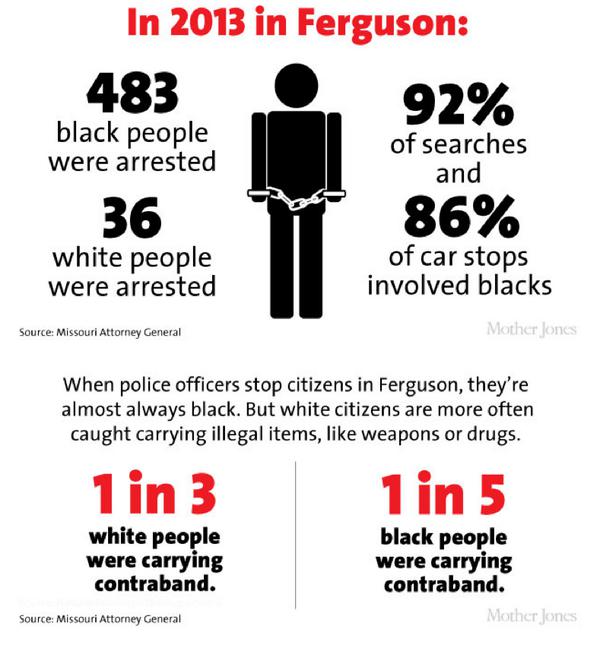 In 2013 in Ferguson:
483
black people
were arrested
36
white people
were arrested
92%
of searches
and
86%
of car stops
involved blacks
Source: Missouri Attorney General
Mother Jones
When police officers stop citizens in Ferguson, they're
almost always black. But white citizens are more often
caught carrying illegal items, like weapons or drugs.
1 in 3
white people
were carrying
contraband.
1 in 5
black people
were carrying
contraband.
Source: Missouri Attorney General
Mother Jones